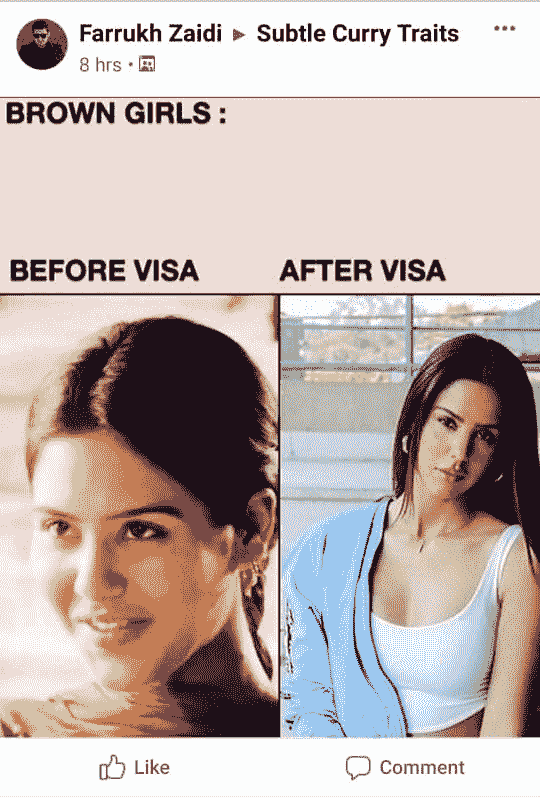 Farrukh Zaidi ▸ Subtle Curry Traits
8 hrs •
BROWN GIRLS :
BEFORE VISA AFTER VISA
Like Comment